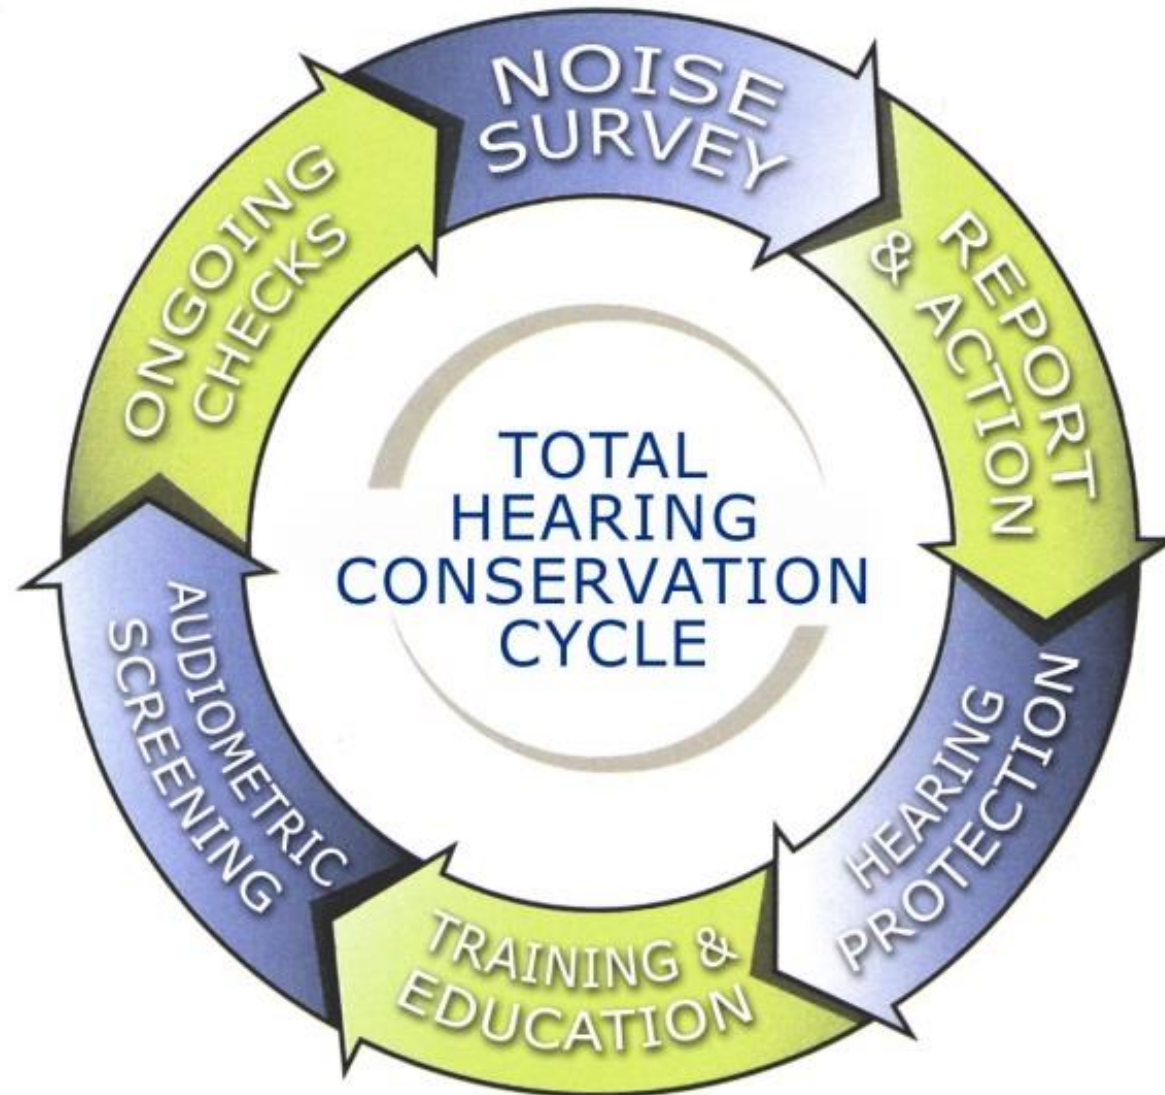 NOISE
SURVEY
REPORT
& ACTION
HEARING
PROTECTION
TRAINING &
EDUCATION
AUDIOMETRIC
SCREENING
ONGOING
CHECKS
TOTAL
HEARING
CONSERVATION
CYCLE